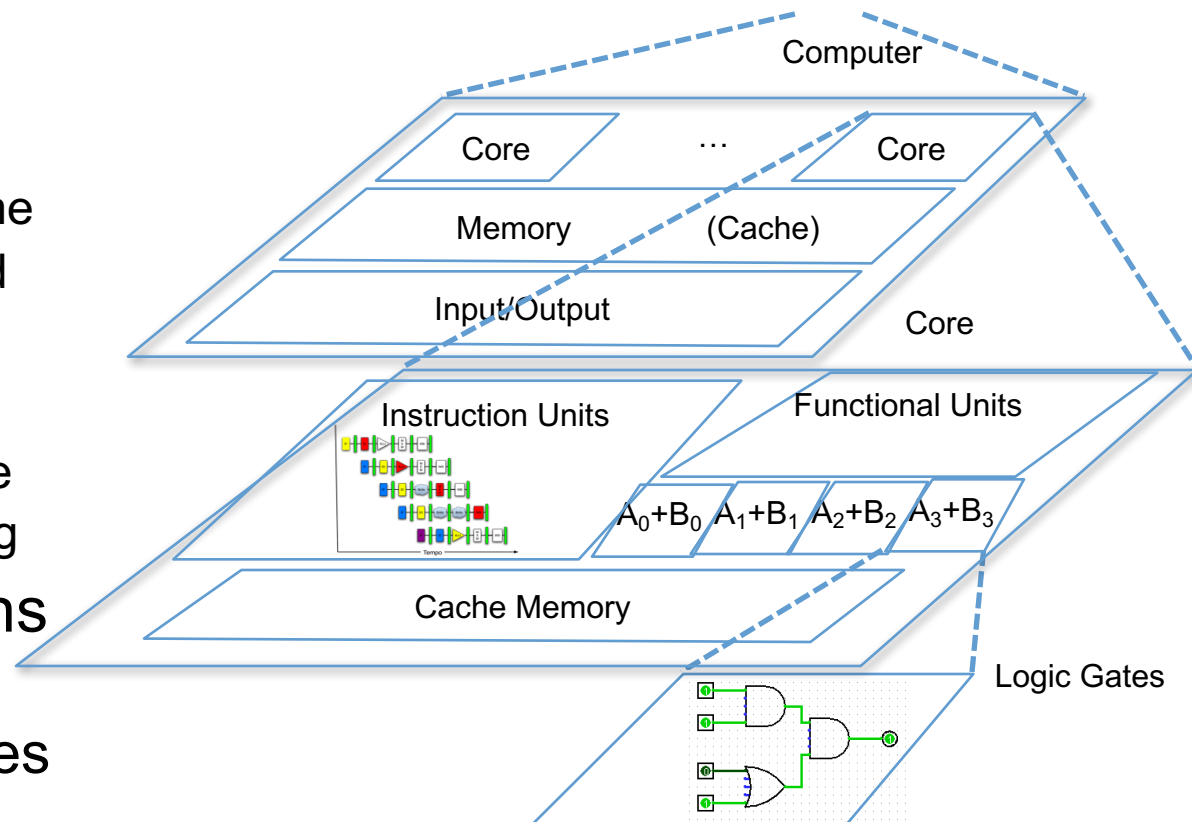 Computer
Core … Core
Memory (Cache)
Input/Output
Core
Instruction Units
Functional Units
A₀+B₀ A₁+B₁ A₂+B₂ A₃+B₃
Tempo
Cache Memory
Logic Gates